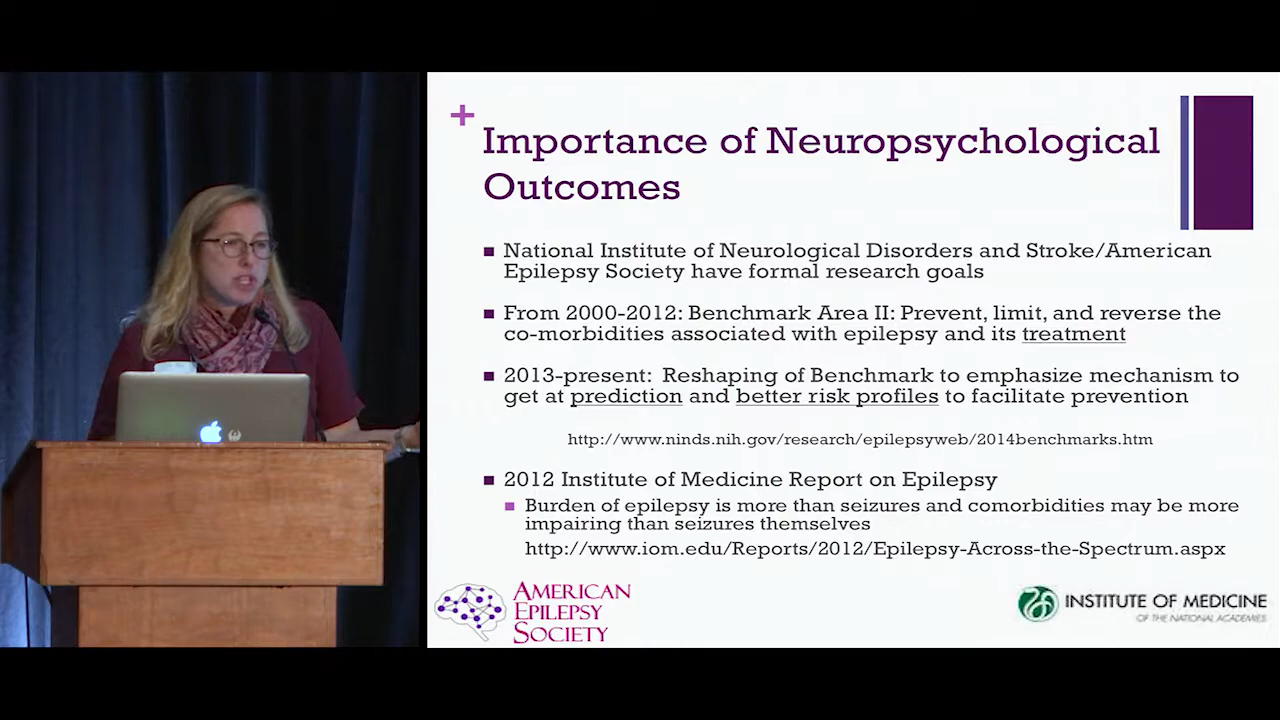 +
Importance of Neuropsychological
Outcomes
National Institute of Neurological Disorders and Stroke/American
Epilepsy Society have formal research goals
From 2000-2012: Benchmark Area II: Prevent, limit, and reverse the
co-morbidities associated with epilepsy and its treatment
2013-present: Reshaping of Benchmark to emphasize mechanism to
get at prediction and better risk profiles to facilitate prevention
http://www.ninds.nih.gov/research/epilepsyweb/2014benchmarks.htm
2012 Institute of Medicine Report on Epilepsy
Burden of epilepsy is more than seizures and comorbidities may be more
impairing than seizures themselves
http://www.iom.edu/Reports/2012/Epilepsy-Across-the-Spectrum.aspx
AMERICAN
EPILEPSY
SOCIETY
INSTITUTE OF MEDICINE
OF THE NATIONAL ACADEMIES